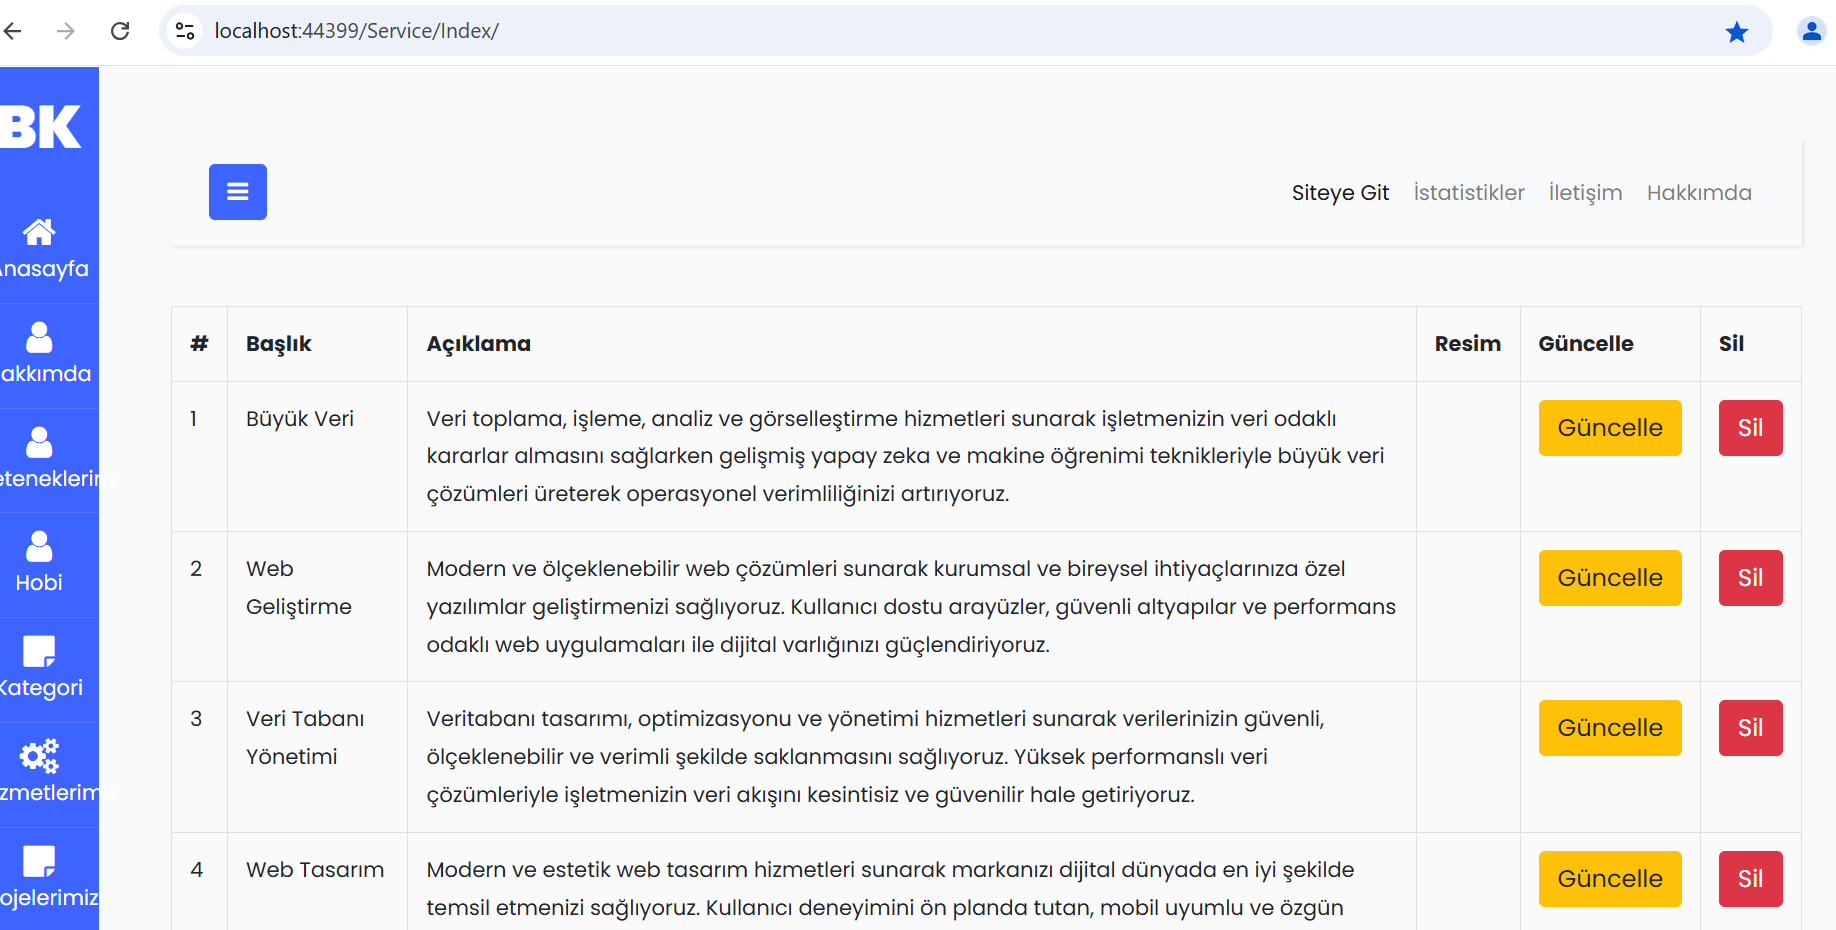 localhost:44399/Service/Index/
BK
Siteye Git İstatistikler İletişim Hakkımda
nasayfa
akkımda
eteneklerim
Hobi
Kategori
zmetlerimiz
ojelerimiz
# Başlık Açıklama Resim Güncelle Sil
1 Büyük Veri Veri toplama, işleme, analiz ve görselleştirme hizmetleri sunarak işletmenizin veri odaklı
kararlar almasını sağlarken gelişmiş yapay zeka ve makine öğrenimi teknikleriyle büyük veri
çözümleri üreterek operasyonel verimliliğinizi artırıyoruz.
Güncelle Sil
2 Web
Geliştirme
Modern ve ölçeklenebilir web çözümleri sunarak kurumsal ve bireysel ihtiyaçlarınıza özel
yazılımlar geliştirmenizi sağlıyoruz. Kullanıcı dostu arayüzler, güvenli altyapılar ve performans
odaklı web uygulamaları ile dijital varlığınızı güçlendiriyoruz.
Güncelle Sil
3 Veri Tabanı
Yönetimi
Veritabanı tasarımı, optimizasyonu ve yönetimi hizmetleri sunarak verilerinizin güvenli,
ölçeklenebilir ve verimli şekilde saklanmasını sağlıyoruz. Yüksek performanslı veri
çözümleriyle işletmenizin veri akışını kesintisiz ve güvenilir hale getiriyoruz.
Güncelle Sil
4 Web Tasarım Modern ve estetik web tasarım hizmetleri sunarak markanızı dijital dünyada en iyi şekilde
temsil etmenizi sağlıyoruz. Kullanıcı deneyimini ön planda tutan, mobil uyumlu ve özgün
Güncelle Sil